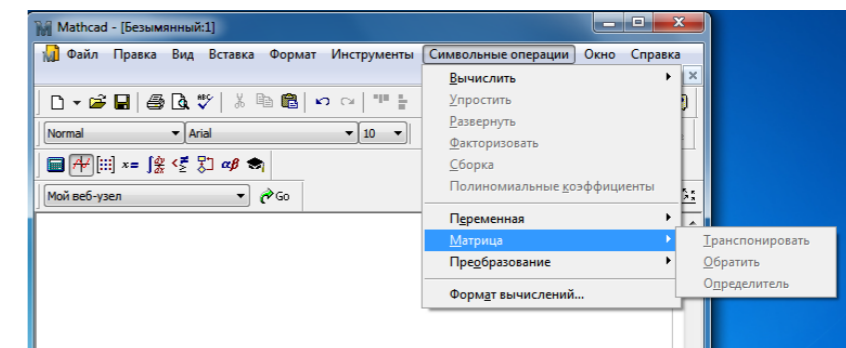 Mathcad - [Безымянный:1]
Файл Правка Вид Вставка Формат Инструменты Символьные операции Окно Справка
Вычислить
Упростить
Развернуть
Факторизовать
Сборка
Полиномиальные коэффициенты
Переменная
Матрица
Преобразование
Формат вычислений...
Транспонировать
Обратить
Определитель
Normal Arial 10
x= αβ
Мой веб-узел Go